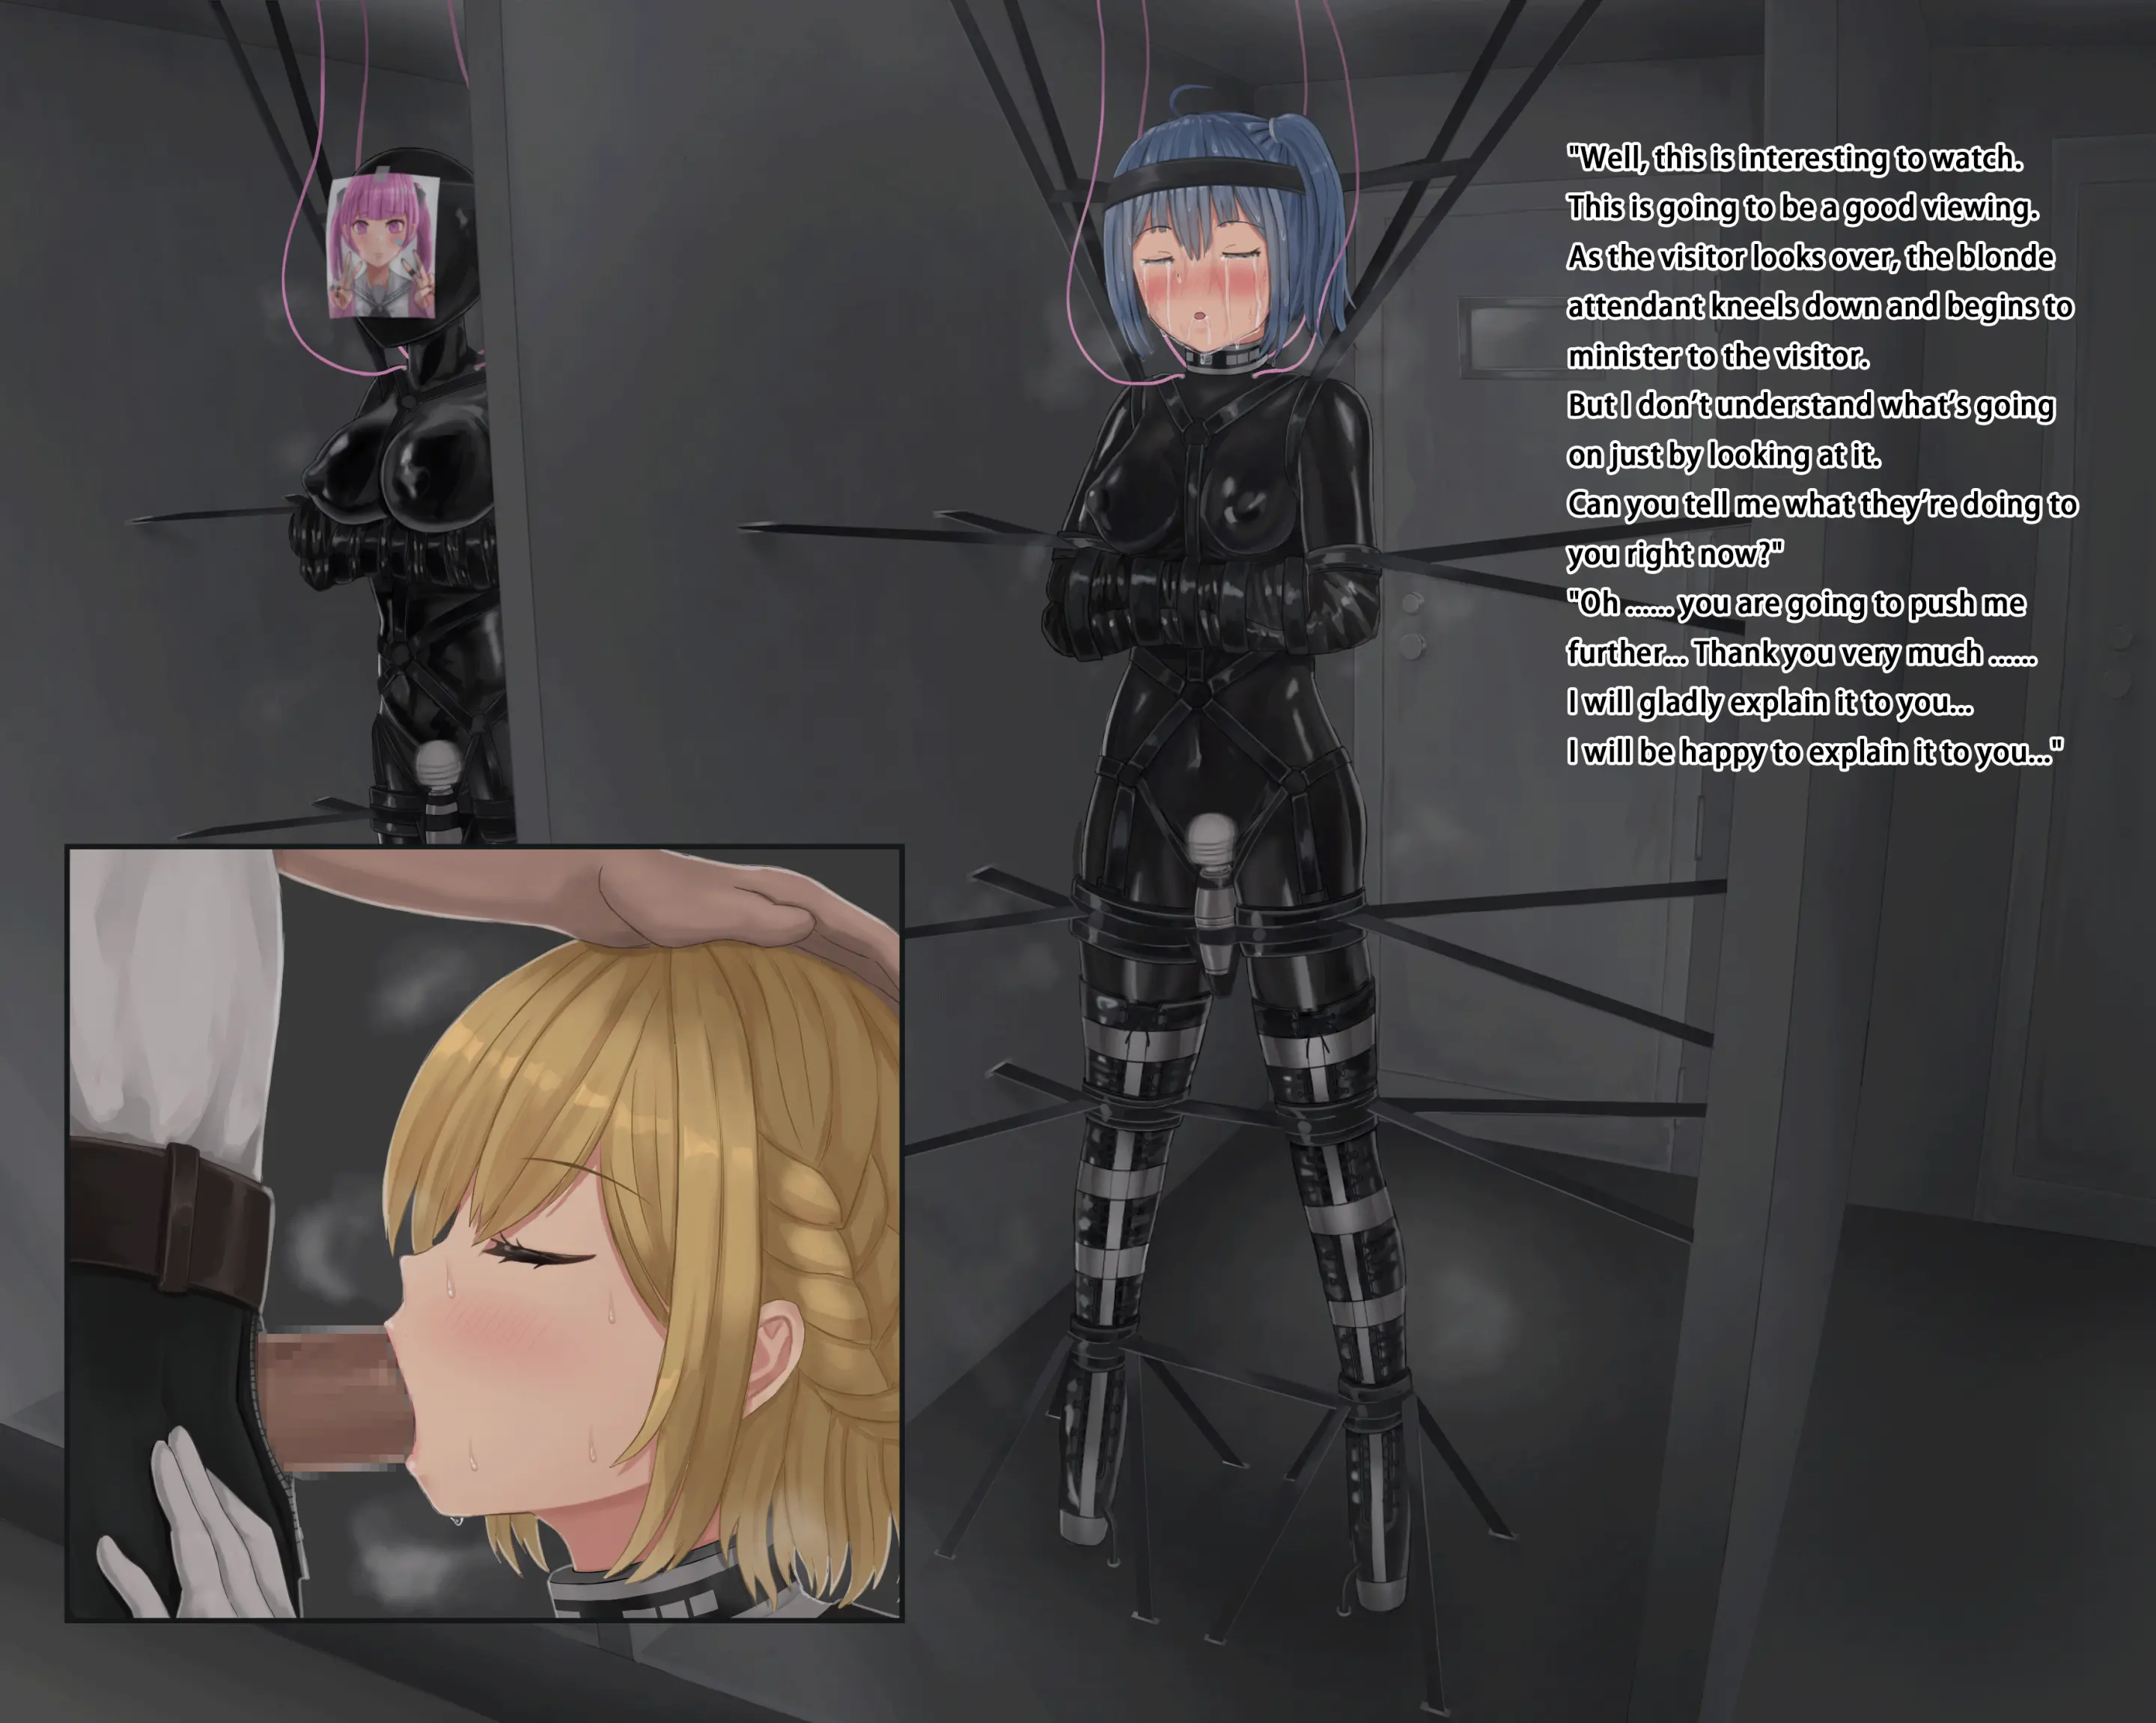 "Well, this is interesting to watch.
This is going to be a good viewing.
As the visitor looks over, the blonde
attendant kneels down and begins to
minister to the visitor.
But I don't understand what's going
on just by looking at it.
Can you tell me what they're doing to
you right now?"
"Oh ...... you are going to push me
further... Thank you very much ......
I will gladly explain it to you...
I will be happy to explain it to you..."